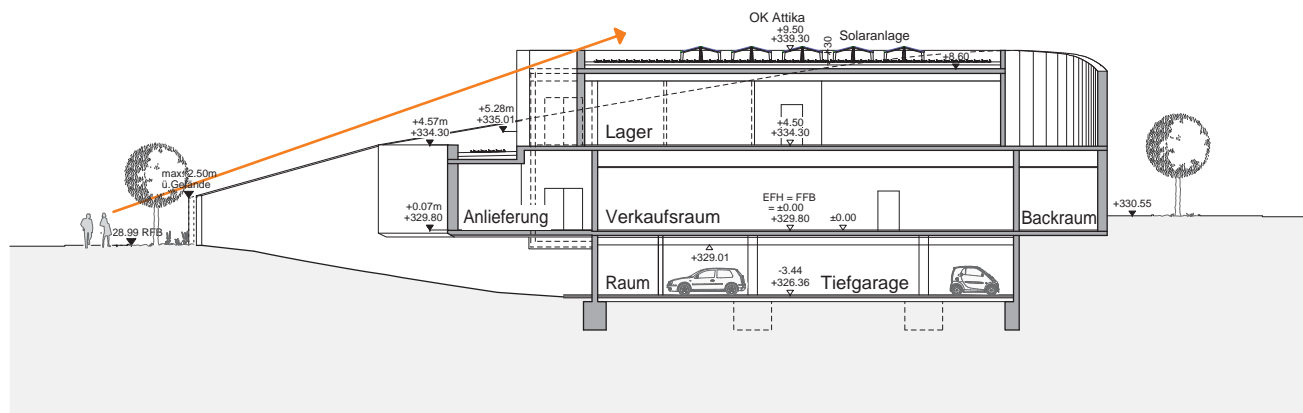 OK Attika
+9.50
+339.30
Solaranlage
+8.60
+5.28m
+335.01
+4.57m
+334.30
Lager
+4.50
+334.30
max. 2.50m
ü.Gelände
+0.07m
+329.80
Anlieferung
Verkaufsraum
EFH = FFB
= ±0.00
+329.80
±0.00
Backraum
+330.55
28.99 RFB
+329.01
Raum
-3.44
+326.36
Tiefgarage